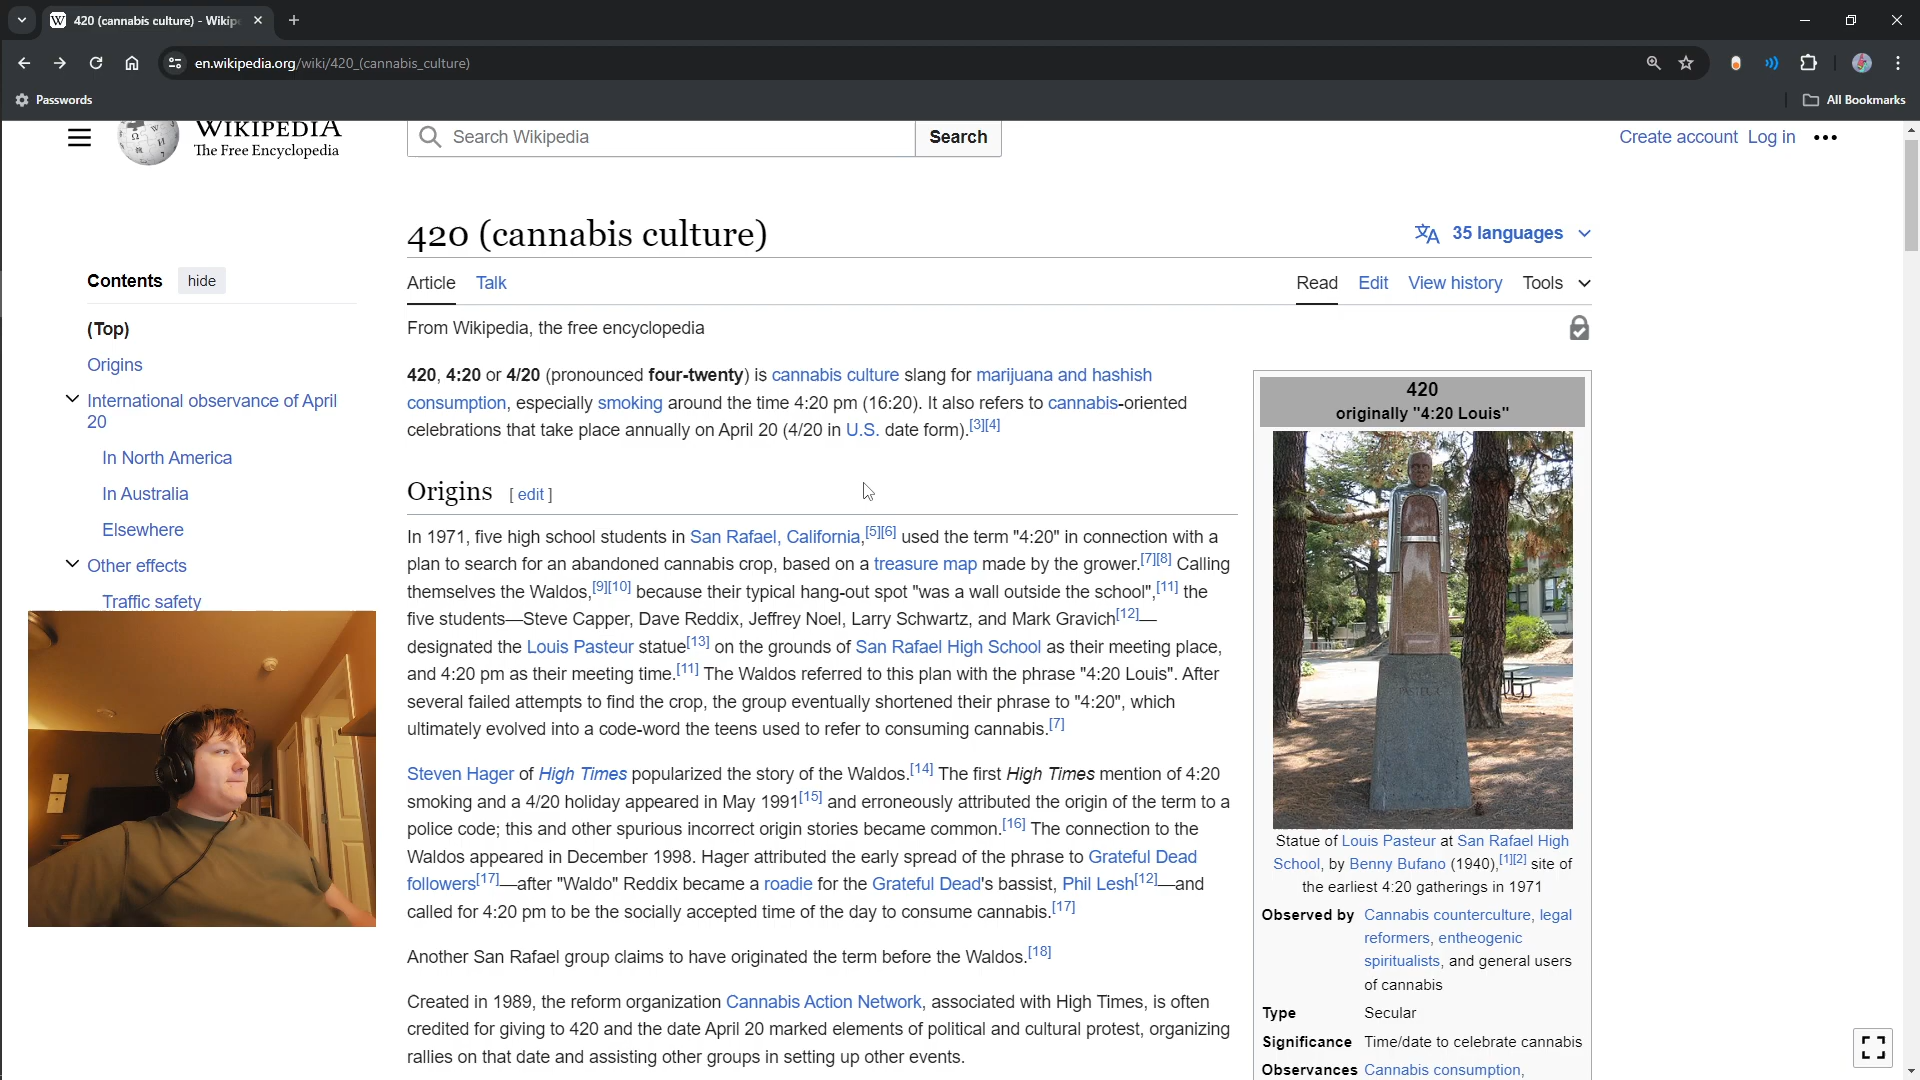 420 (cannabis culture) - Wikip
en.wikipedia.org/wiki/420_(cannabis_culture)
Passwords
All Bookmarks
WIKIPEDIA
The Free Encyclopedia
Search Wikipedia
Search
Create account Log in
420 (cannabis culture)
35 languages
Article Talk
Read Edit View history Tools
Contents hide
(Top)
Origins
International observance of April
20
In North America
In Australia
Elsewhere
Other effects
Traffic safety
From Wikipedia, the free encyclopedia
420, 4:20 or 4/20 (pronounced four-twenty) is cannabis culture slang for marijuana and hashish
consumption, especially smoking around the time 4:20 pm (16:20). It also refers to cannabis-oriented
celebrations that take place annually on April 20 (4/20 in U.S. date form).[3][4]
Origins [ edit ]
In 1971, five high school students in San Rafael, California,[5][6] used the term "4:20" in connection with a
plan to search for an abandoned cannabis crop, based on a treasure map made by the grower.[7][8] Calling
themselves the Waldos,[9][10] because their typical hang-out spot "was a wall outside the school",[11] the
five students—Steve Capper, Dave Reddix, Jeffrey Noel, Larry Schwartz, and Mark Gravich[12]—
designated the Louis Pasteur statue[13] on the grounds of San Rafael High School as their meeting place,
and 4:20 pm as their meeting time.[11] The Waldos referred to this plan with the phrase "4:20 Louis". After
several failed attempts to find the crop, the group eventually shortened their phrase to "4:20", which
ultimately evolved into a code-word the teens used to refer to consuming cannabis.[7]
Steven Hager of High Times popularized the story of the Waldos.[14] The first High Times mention of 4:20
smoking and a 4/20 holiday appeared in May 1991[15] and erroneously attributed the origin of the term to a
police code; this and other spurious incorrect origin stories became common.[16] The connection to the
Waldos appeared in December 1998. Hager attributed the early spread of the phrase to Grateful Dead
followers[17]—after "Waldo" Reddix became a roadie for the Grateful Dead's bassist, Phil Lesh[12]—and
called for 4:20 pm to be the socially accepted time of the day to consume cannabis.[17]
Another San Rafael group claims to have originated the term before the Waldos.[18]
Created in 1989, the reform organization Cannabis Action Network, associated with High Times, is often
credited for giving to 420 and the date April 20 marked elements of political and cultural protest, organizing
rallies on that date and assisting other groups in setting up other events.
420
originally "4:20 Louis"
Statue of Louis Pasteur at San Rafael High
School, by Benny Bufano (1940),[1][2] site of
the earliest 4:20 gatherings in 1971
Observed by Cannabis counterculture, legal
reformers, entheogenic
spiritualists, and general users
of cannabis
Type Secular
Significance Time/date to celebrate cannabis
Observances Cannabis consumption,